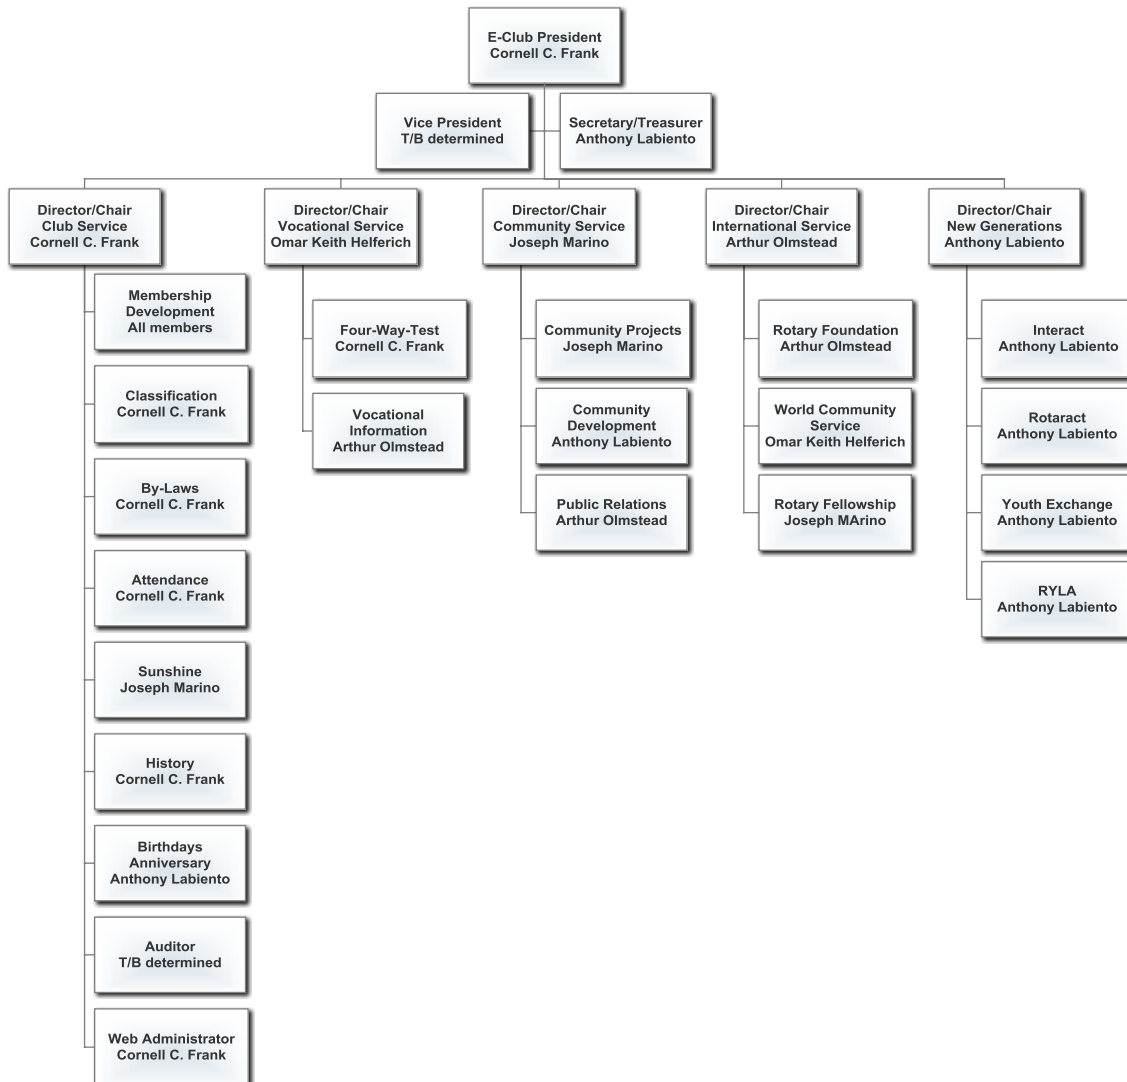 E-Club President
Cornell C. Frank
Vice President
T/B determined
Secretary/Treasurer
Anthony Labiento
Director/Chair
Club Service
Cornell C. Frank
Director/Chair
Vocational Service
Omar Keith Helferich
Director/Chair
Community Service
Joseph Marino
Director/Chair
International Service
Arthur Olmstead
Director/Chair
New Generations
Anthony Labiento
Membership
Development
All members
Classification
Cornell C. Frank
By-Laws
Cornell C. Frank
Attendance
Cornell C. Frank
Sunshine
Joseph Marino
History
Cornell C. Frank
Birthdays
Anniversary
Anthony Labiento
Auditor
T/B determined
Web Administrator
Cornell C. Frank
Four-Way-Test
Cornell C. Frank
Vocational
Information
Arthur Olmstead
Community Projects
Joseph Marino
Community
Development
Anthony Labiento
Public Relations
Arthur Olmstead
Rotary Foundation
Arthur Olmstead
World Community
Service
Omar Keith Helferich
Rotary Fellowship
Joseph MArino
Interact
Anthony Labiento
Rotaract
Anthony Labiento
Youth Exchange
Anthony Labiento
RYLA
Anthony Labiento